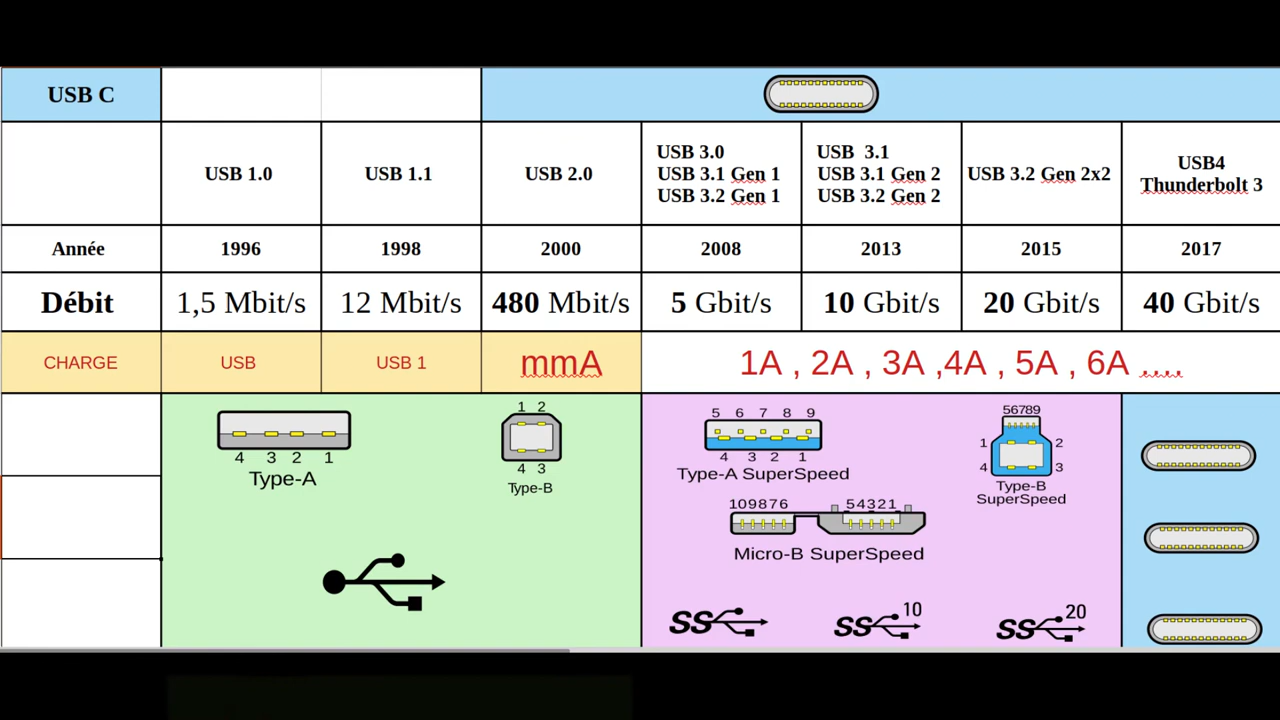 USB C
USB 1.0
USB 1.1
USB 2.0
USB 3.0
USB 3.1 Gen 1
USB 3.2 Gen 1
USB  3.1
USB 3.1 Gen 2
USB 3.2 Gen 2
USB 3.2 Gen 2x2
USB4
Thunderbolt 3
Année
1996
1998
2000
2008
2013
2015
2017
Débit
1,5 Mbit/s
12 Mbit/s
480 Mbit/s
5 Gbit/s
10 Gbit/s
20 Gbit/s
40 Gbit/s
CHARGE
USB
USB 1
mmA
1A , 2A , 3A ,4A , 5A , 6A ....
4 3 2 1
Type-A
1 2
4 3
Type-B
5 6 7 8 9
4 3 2 1
Type-A SuperSpeed
56789
1 2
4 3
Type-B
SuperSpeed
109876 54321
Micro-B SuperSpeed
SS
SS 10
SS 20